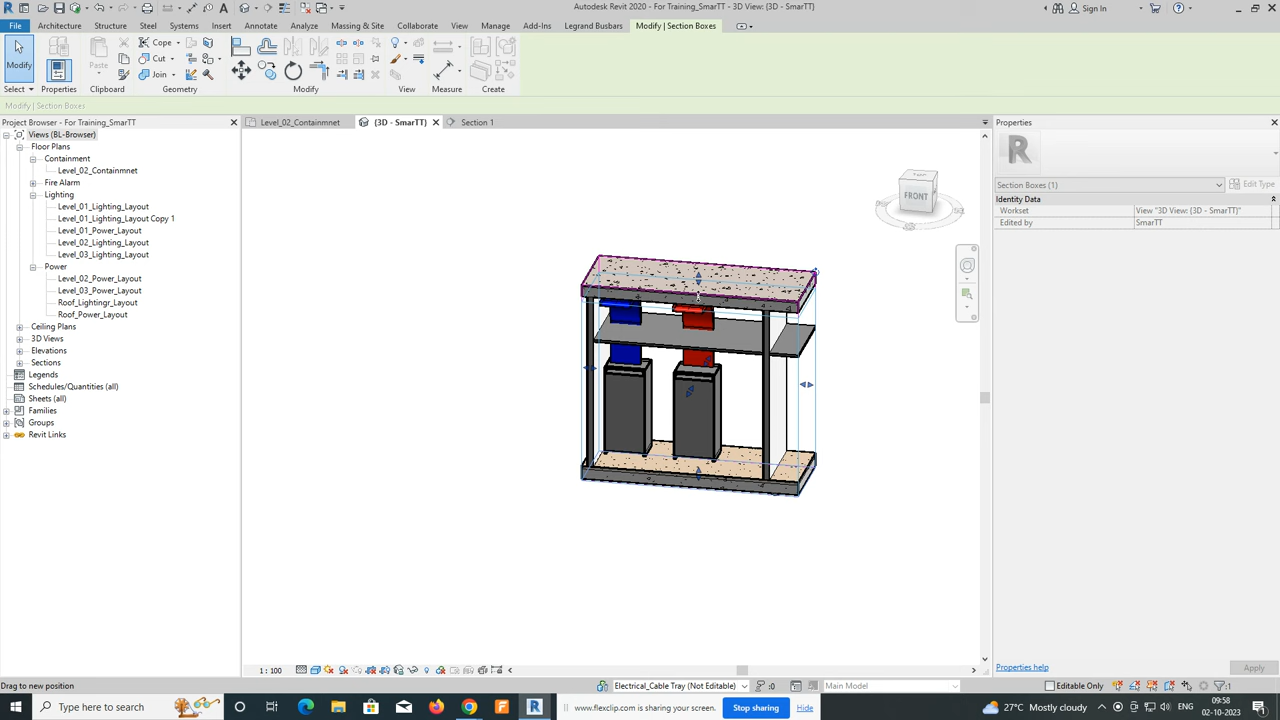 Autodesk Revit 2020 - For Training_SmarTT - 3D View: {3D - SmarTT}
Sign In
File Architecture Structure Steel Systems Insert Annotate Analyze Massing & Site Collaborate View Manage Add-Ins Legrand Busbars Modify | Section Boxes
Modify
Paste
Cope
Cut
Join
Select Properties Clipboard Geometry Modify View Measure Create
Modify | Section Boxes
Project Browser - For Training_SmarTT
Level_02_Containmnet {3D - SmarTT} Section 1
Properties
Views (BL-Browser)
Floor Plans
Containment
Level_02_Containmnet
Fire Alarm
Lighting
Level_01_Lighting_Layout
Level_01_Lighting_Layout Copy 1
Level_01_Power_Layout
Level_02_Lighting_Layout
Level_03_Lighting_Layout
Power
Level_02_Power_Layout
Level_03_Power_Layout
Roof_Lightingr_Layout
Roof_Power_Layout
Ceiling Plans
3D Views
Elevations
Sections
Legends
Schedules/Quantities (all)
Sheets (all)
Families
Groups
Revit Links
FRONT
R
Section Boxes (1) Edit Type
Identity Data
Workset View "3D View: {3D - SmarTT}"
Edited by SmarTT
1 : 100
Properties help Apply
Drag to new position
Electrical_Cable Tray (Not Editable) :0 Main Model Editable Only :1
Type here to search
www.flexclip.com is sharing your screen. Stop sharing Hide
27°C Mostly cloudy
09:58
02-10-2023